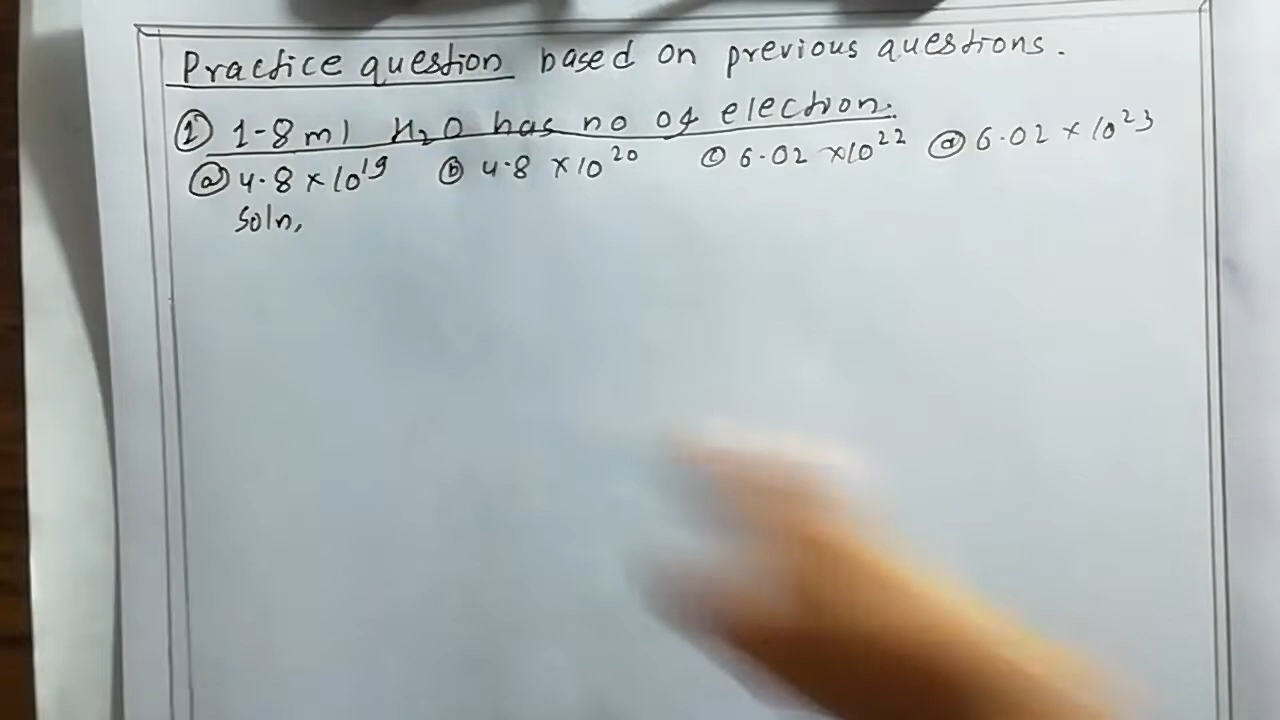 Practice question based on previous questions.
① 1-8 ml H₂O has no of election.
ⓐ 4.8 × 10¹⁹ ⓑ 4.8 × 10²⁰ ⓒ 6.02 × 10²² ⓓ 6.02 × 10²³
Soln,